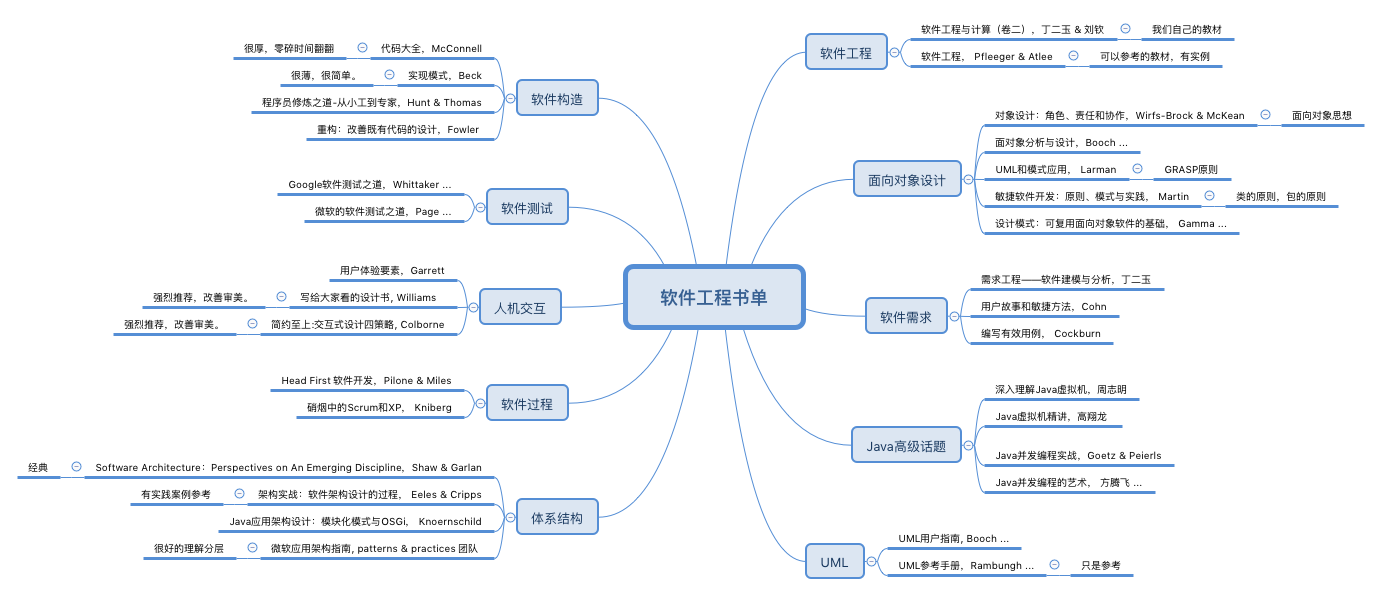 软件工程书单
软件构造
代码大全，McConnell
很厚，零碎时间翻翻
实现模式，Beck
很薄，很简单。
程序员修炼之道-从小工到专家，Hunt & Thomas
重构：改善既有代码的设计，Fowler
软件测试
Google软件测试之道，Whittaker ...
微软的软件测试之道，Page ...
人机交互
用户体验要素，Garrett
写给大家看的设计书, Williams
强烈推荐，改善审美。
简约至上:交互式设计四策略, Colborne
强烈推荐，改善审美。
软件过程
Head First 软件开发，Pilone & Miles
硝烟中的Scrum和XP， Kniberg
体系结构
Software Architecture：Perspectives on An Emerging Discipline，Shaw & Garlan
经典
架构实战：软件架构设计的过程， Eeles & Cripps
有实践案例参考
Java应用架构设计：模块化模式与OSGi， Knoernschild
微软应用架构指南, patterns & practices 团队
很好的理解分层
软件工程
软件工程与计算（卷二），丁二玉 & 刘钦
我们自己的教材
软件工程， Pfleeger & Atlee
可以参考的教材，有实例
面向对象设计
对象设计：角色、责任和协作，Wirfs-Brock & McKean
面向对象思想
面对象分析与设计，Booch ...
UML和模式应用， Larman
GRASP原则
敏捷软件开发：原则、模式与实践， Martin
类的原则，包的原则
设计模式：可复用面向对象软件的基础， Gamma ...
软件需求
需求工程——软件建模与分析，丁二玉
用户故事和敏捷方法，Cohn
编写有效用例， Cockburn
Java高级话题
深入理解Java虚拟机，周志明
Java虚拟机精讲，高翔龙
Java并发编程实战，Goetz & Peierls
Java并发编程的艺术， 方腾飞 ...
UML
UML用户指南, Booch ...
UML参考手册，Rambungh ...
只是参考